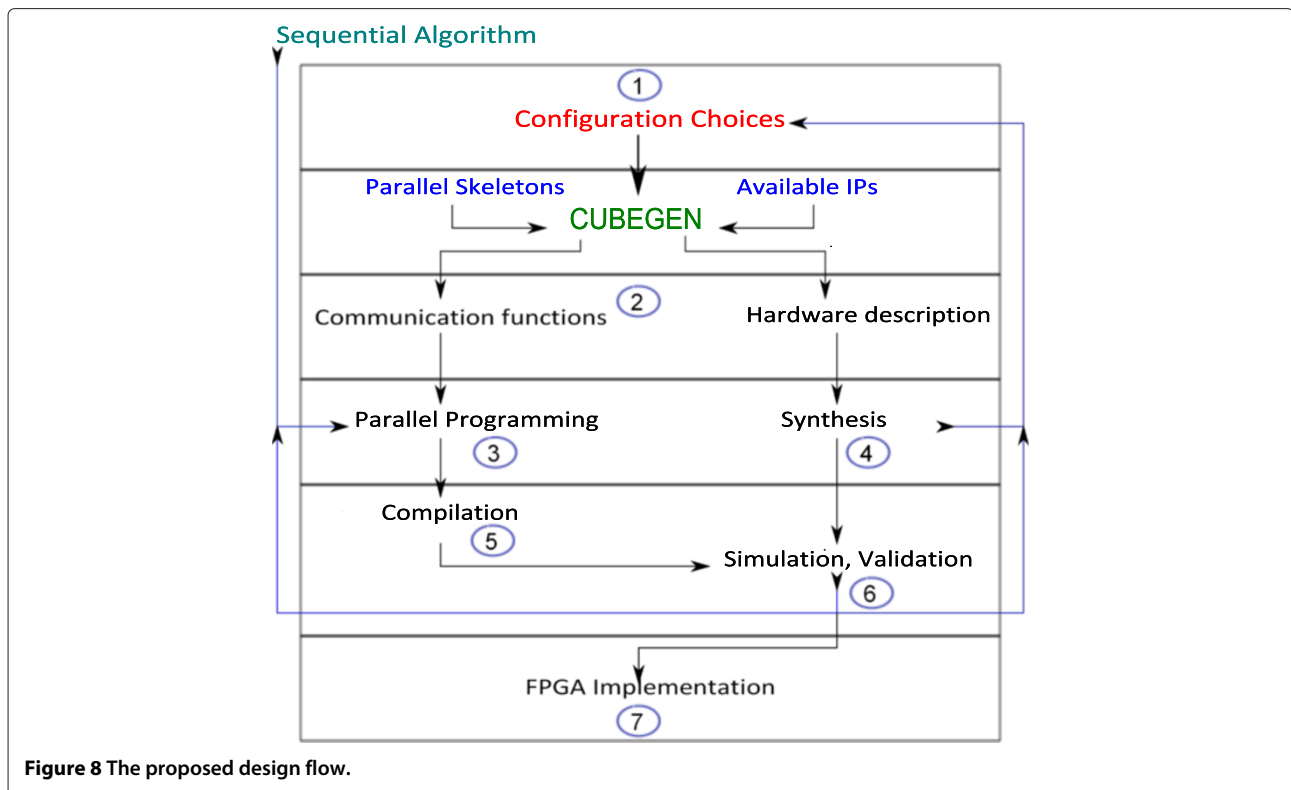 Sequential Algorithm
1
Configuration Choices
Parallel Skeletons
Available IPs
CUBEGEN
2
Communication functions
Hardware description
Parallel Programming
Synthesis
3
4
Compilation
5
Simulation, Validation
6
FPGA Implementation
7
Figure 8 The proposed design flow.